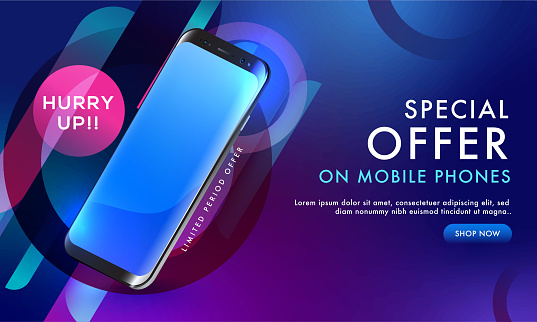 HURRY
UP!!
LIMITED PERIOD OFFER
SPECIAL
OFFER
ON MOBILE PHONES
Lorem ipsum dolor sit amet, consectetuer adipiscing elit, sed
diam nonummy nibh euismod tincidunt ut magna..
SHOP NOW